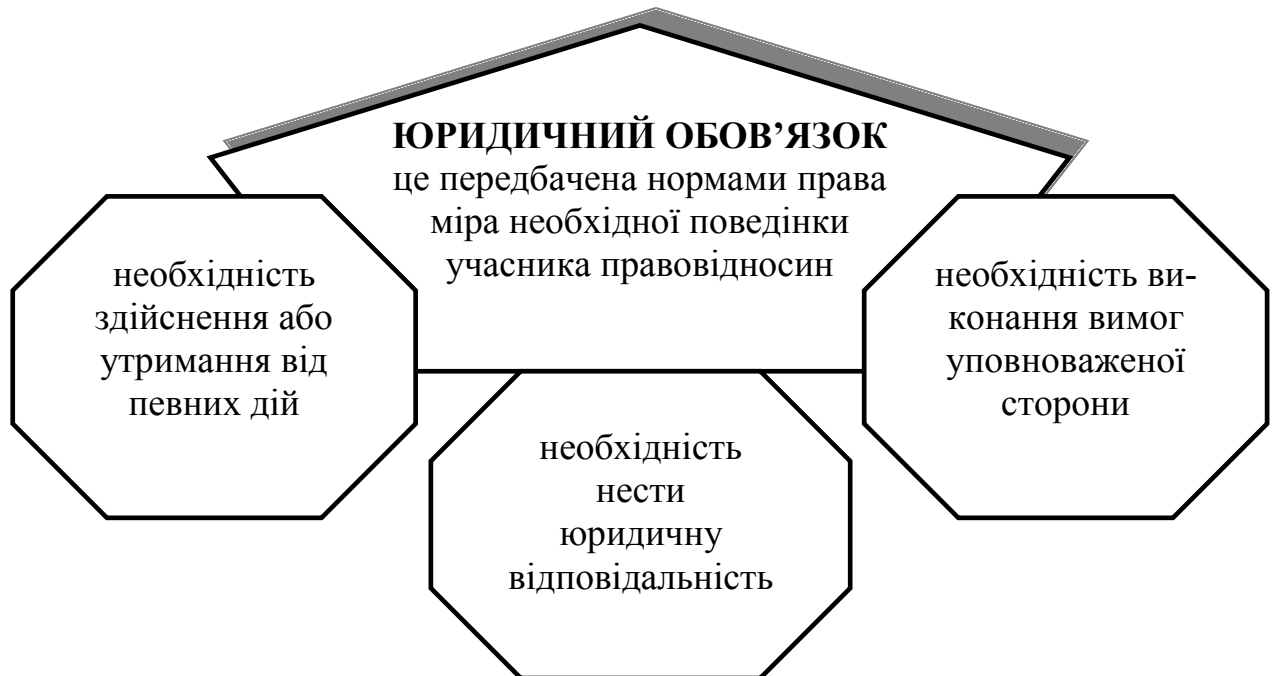 ЮРИДИЧНИЙ ОБОВ’ЯЗОК
це передбачена нормами права
міра необхідної поведінки
учасника правовідносин
необхідність
здійснення або
утримання від
певних дій
необхідність
нести
юридичну
відповідальність
необхідність ви-
конання вимог
уповноваженої
сторони